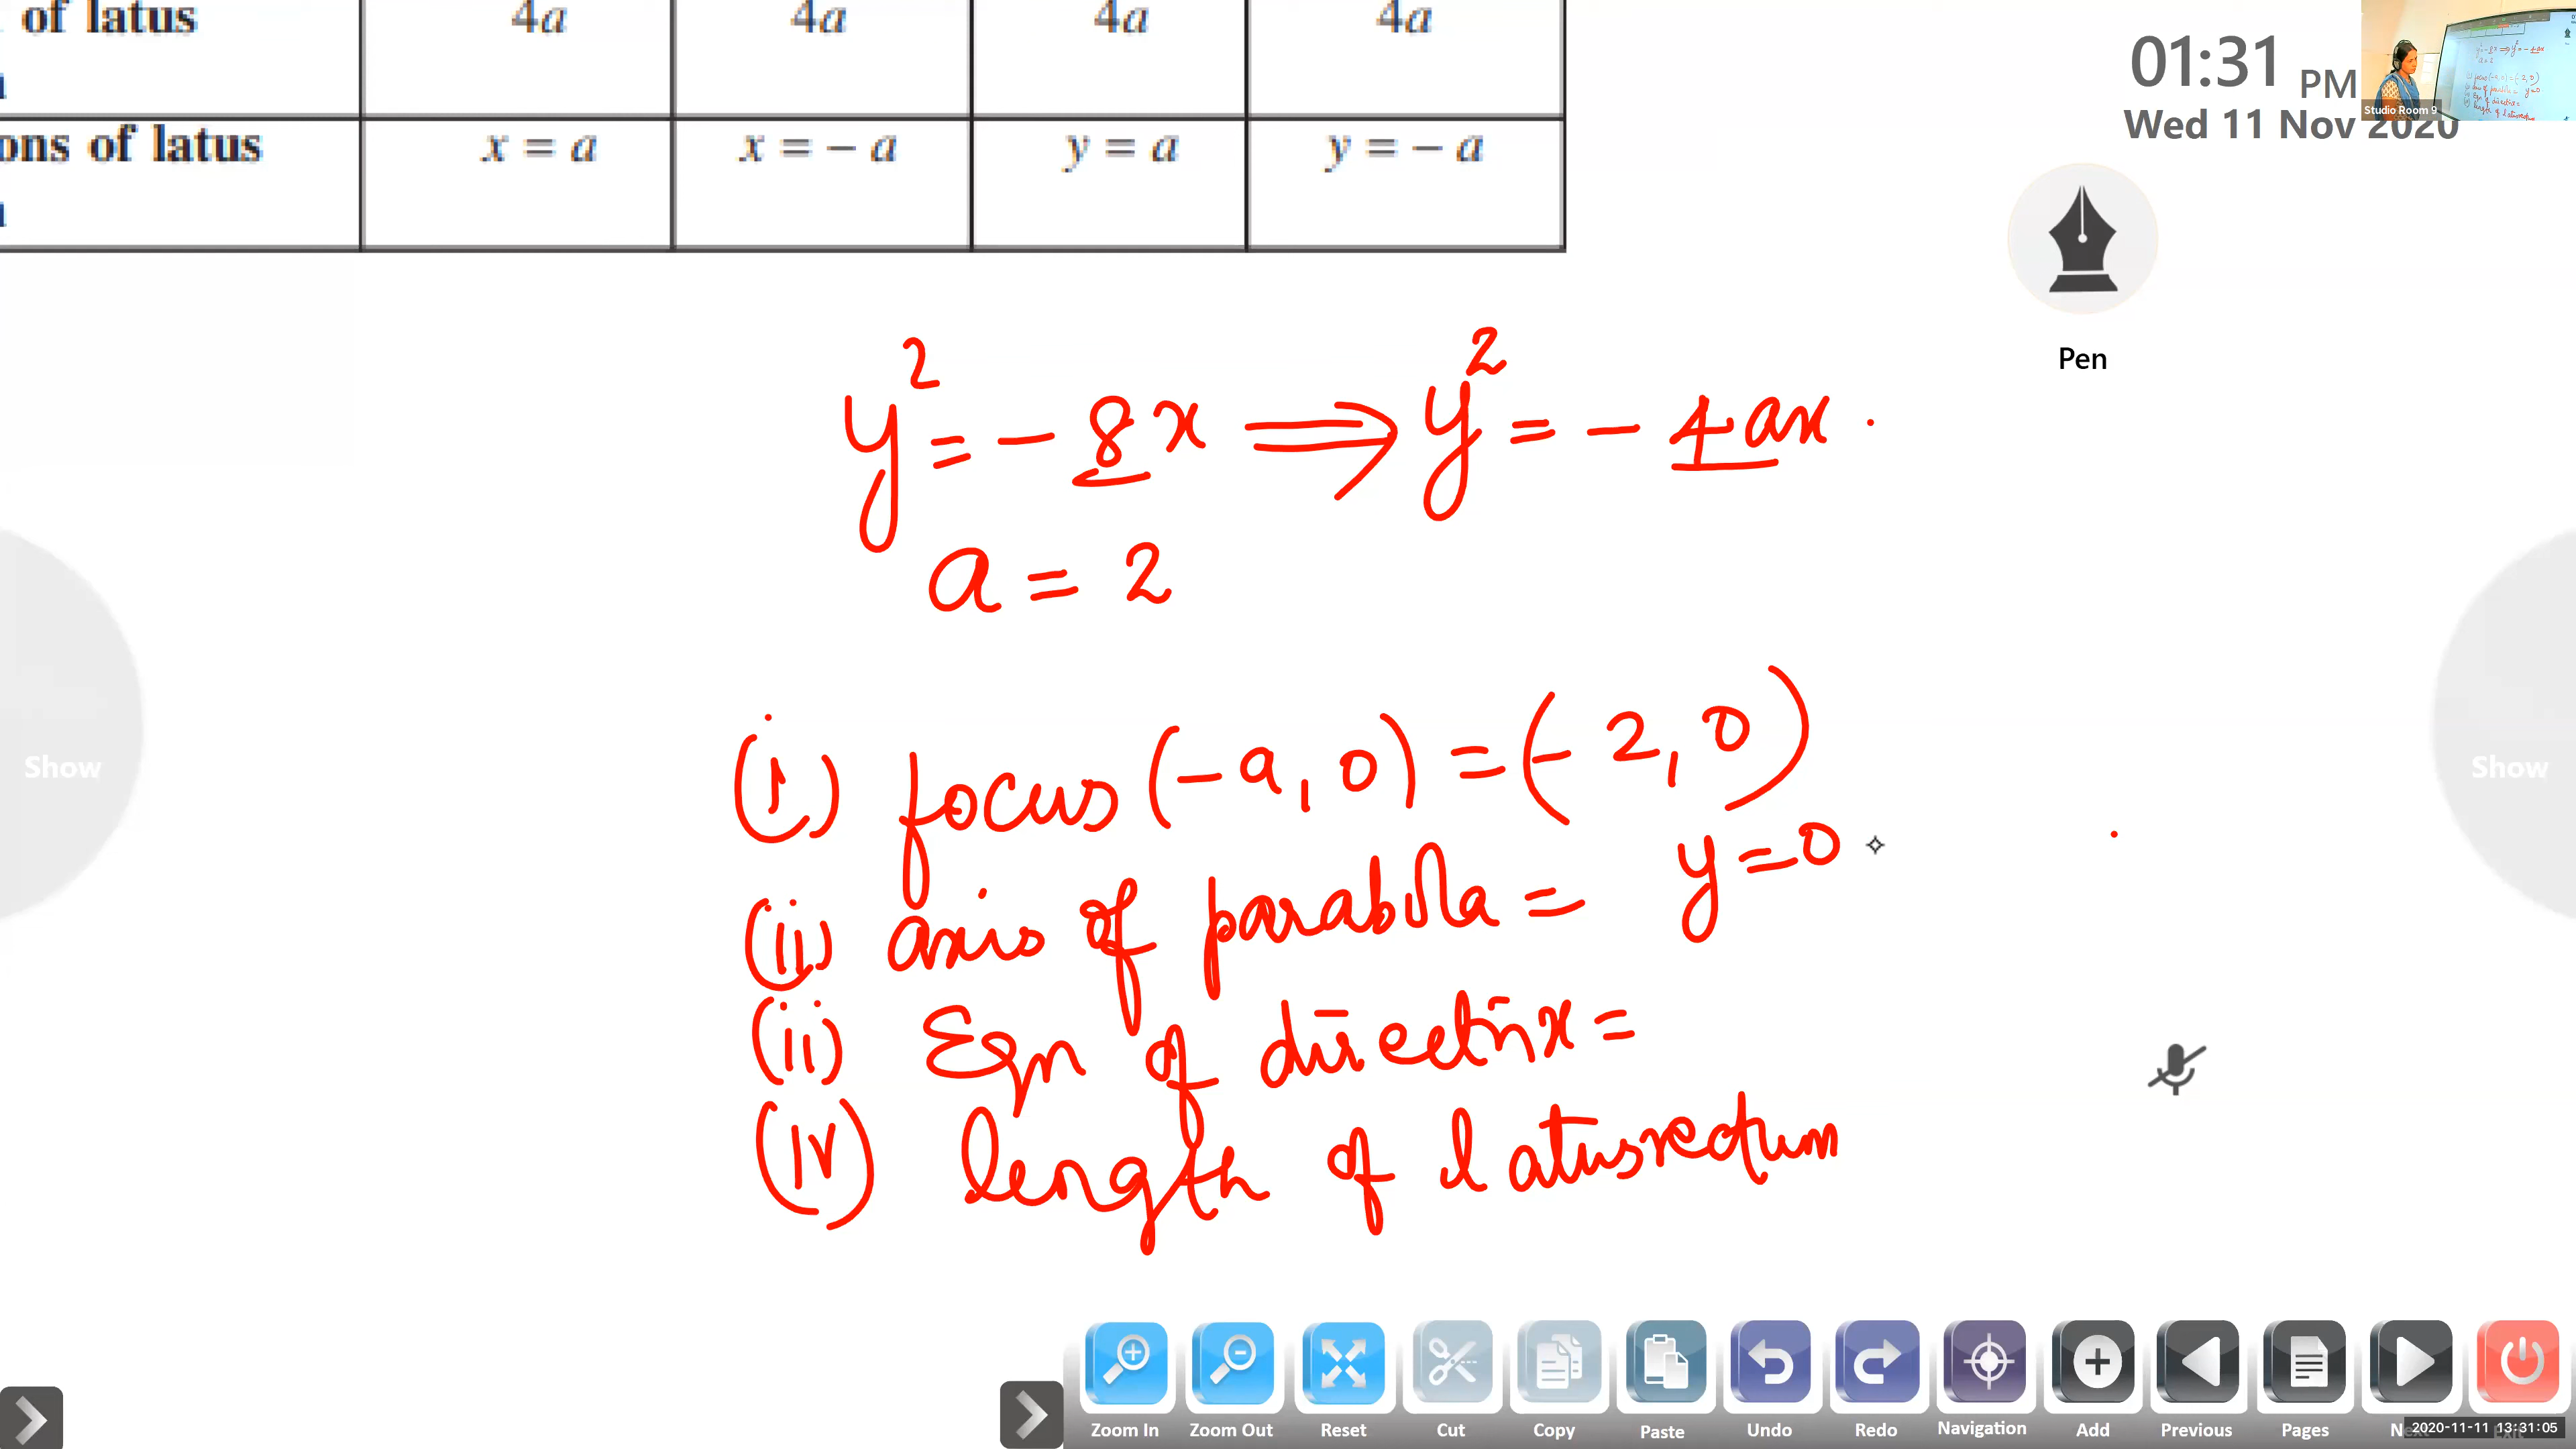 of latus 4a 4a 4a 4a
ons of latus x = a x = – a y = a y = – a
01:31 PM
Wed 11 Nov 2020
Studio Room 9
Pen
y² = - 8x ⟹ y² = - 4ax.
a = 2
Show
Show
(i) focus (-a, 0) = (-2, 0)
(ii) axis of parabola = y = 0
(ii) Eqn of directrix =
(iv) length of latusrectum
Zoom In Zoom Out Reset Cut Copy Paste Undo Redo Navigation Add Previous Pages
2020-11-11 13:31:05